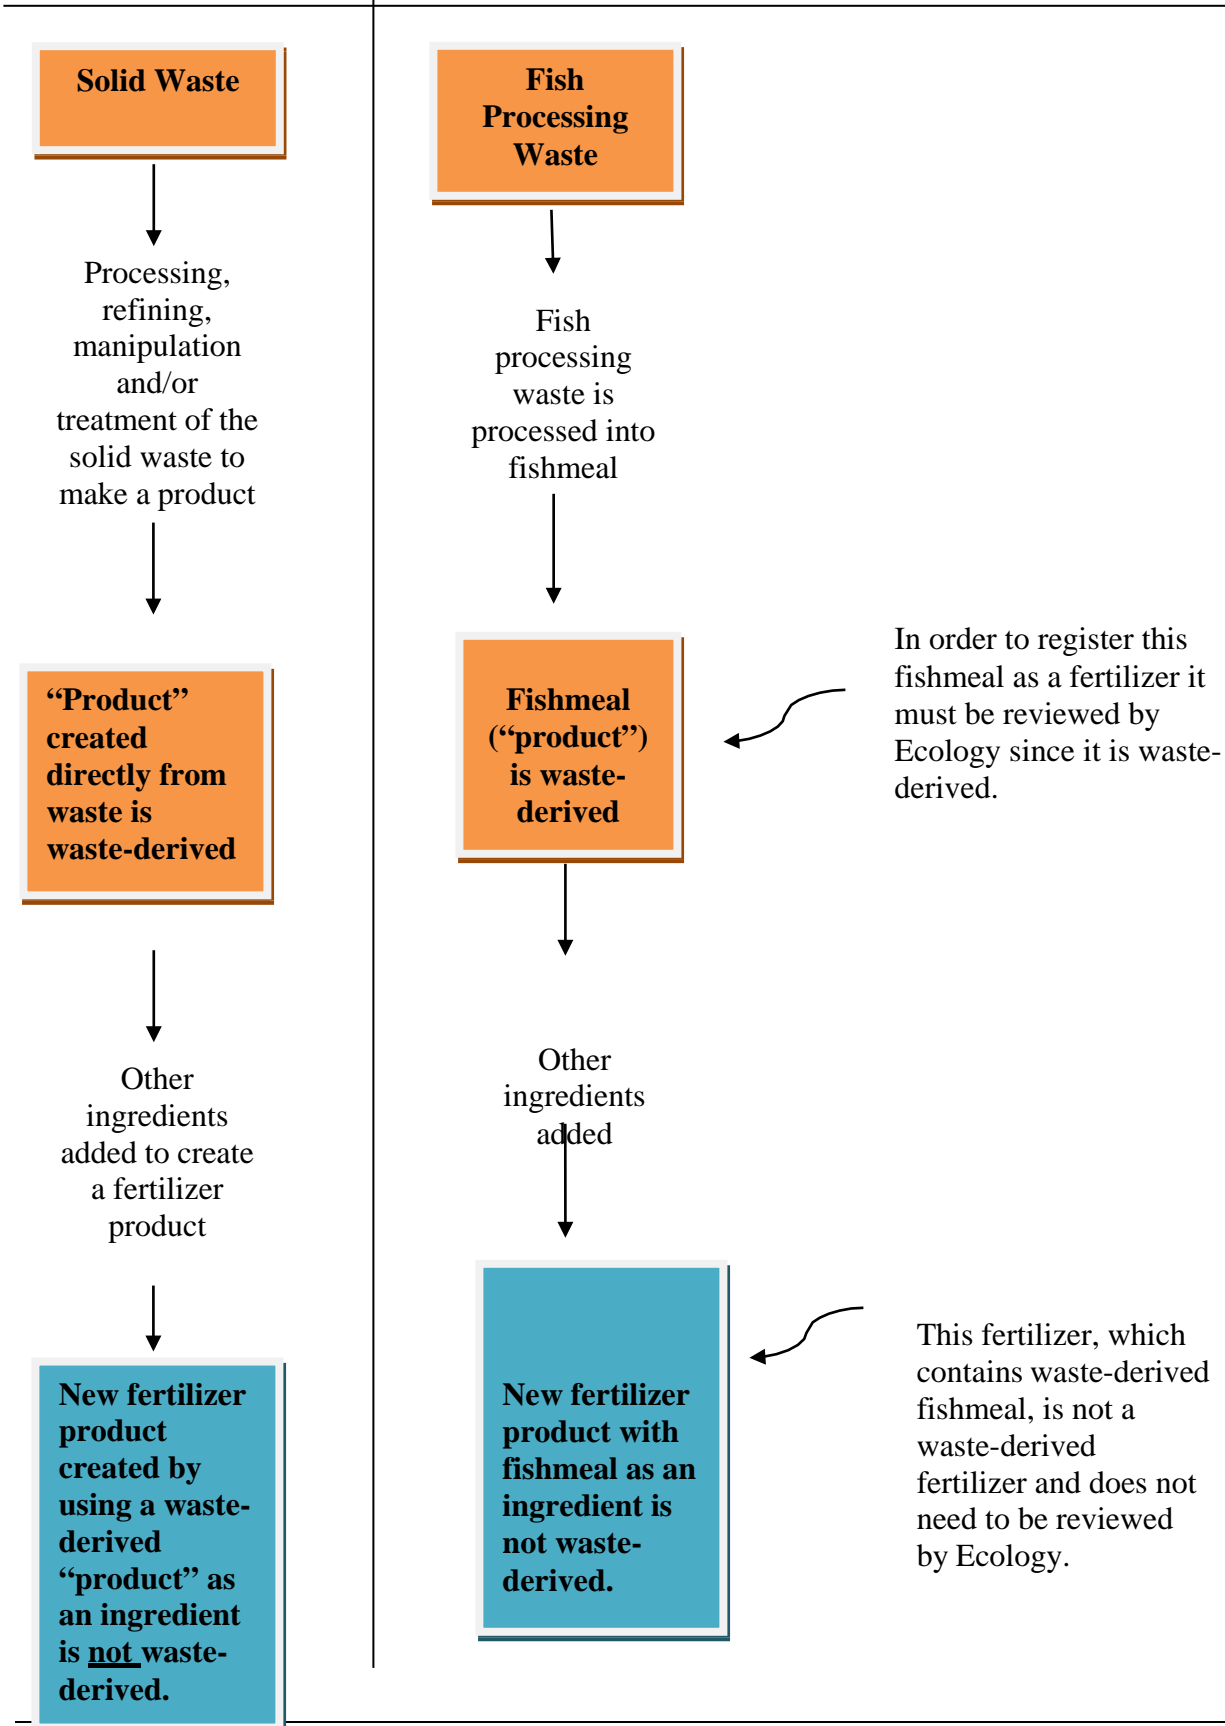 Solid Waste
Processing,
refining,
manipulation
and/or
treatment of the
solid waste to
make a product
“Product”
created
directly from
waste is
waste-derived
Other
ingredients
added to create
a fertilizer
product
New fertilizer
product
created by
using a waste-
derived
“product” as
an ingredient
is not waste-
derived.
Fish
Processing
Waste
Fish
processing
waste is
processed into
fishmeal
Fishmeal
(“product”)
is waste-
derived
In order to register this
fishmeal as a fertilizer it
must be reviewed by
Ecology since it is waste-
derived.
Other
ingredients
added
New fertilizer
product with
fishmeal as an
ingredient is
not waste-
derived.
This fertilizer, which
contains waste-derived
fishmeal, is not a
waste-derived
fertilizer and does not
need to be reviewed
by Ecology.